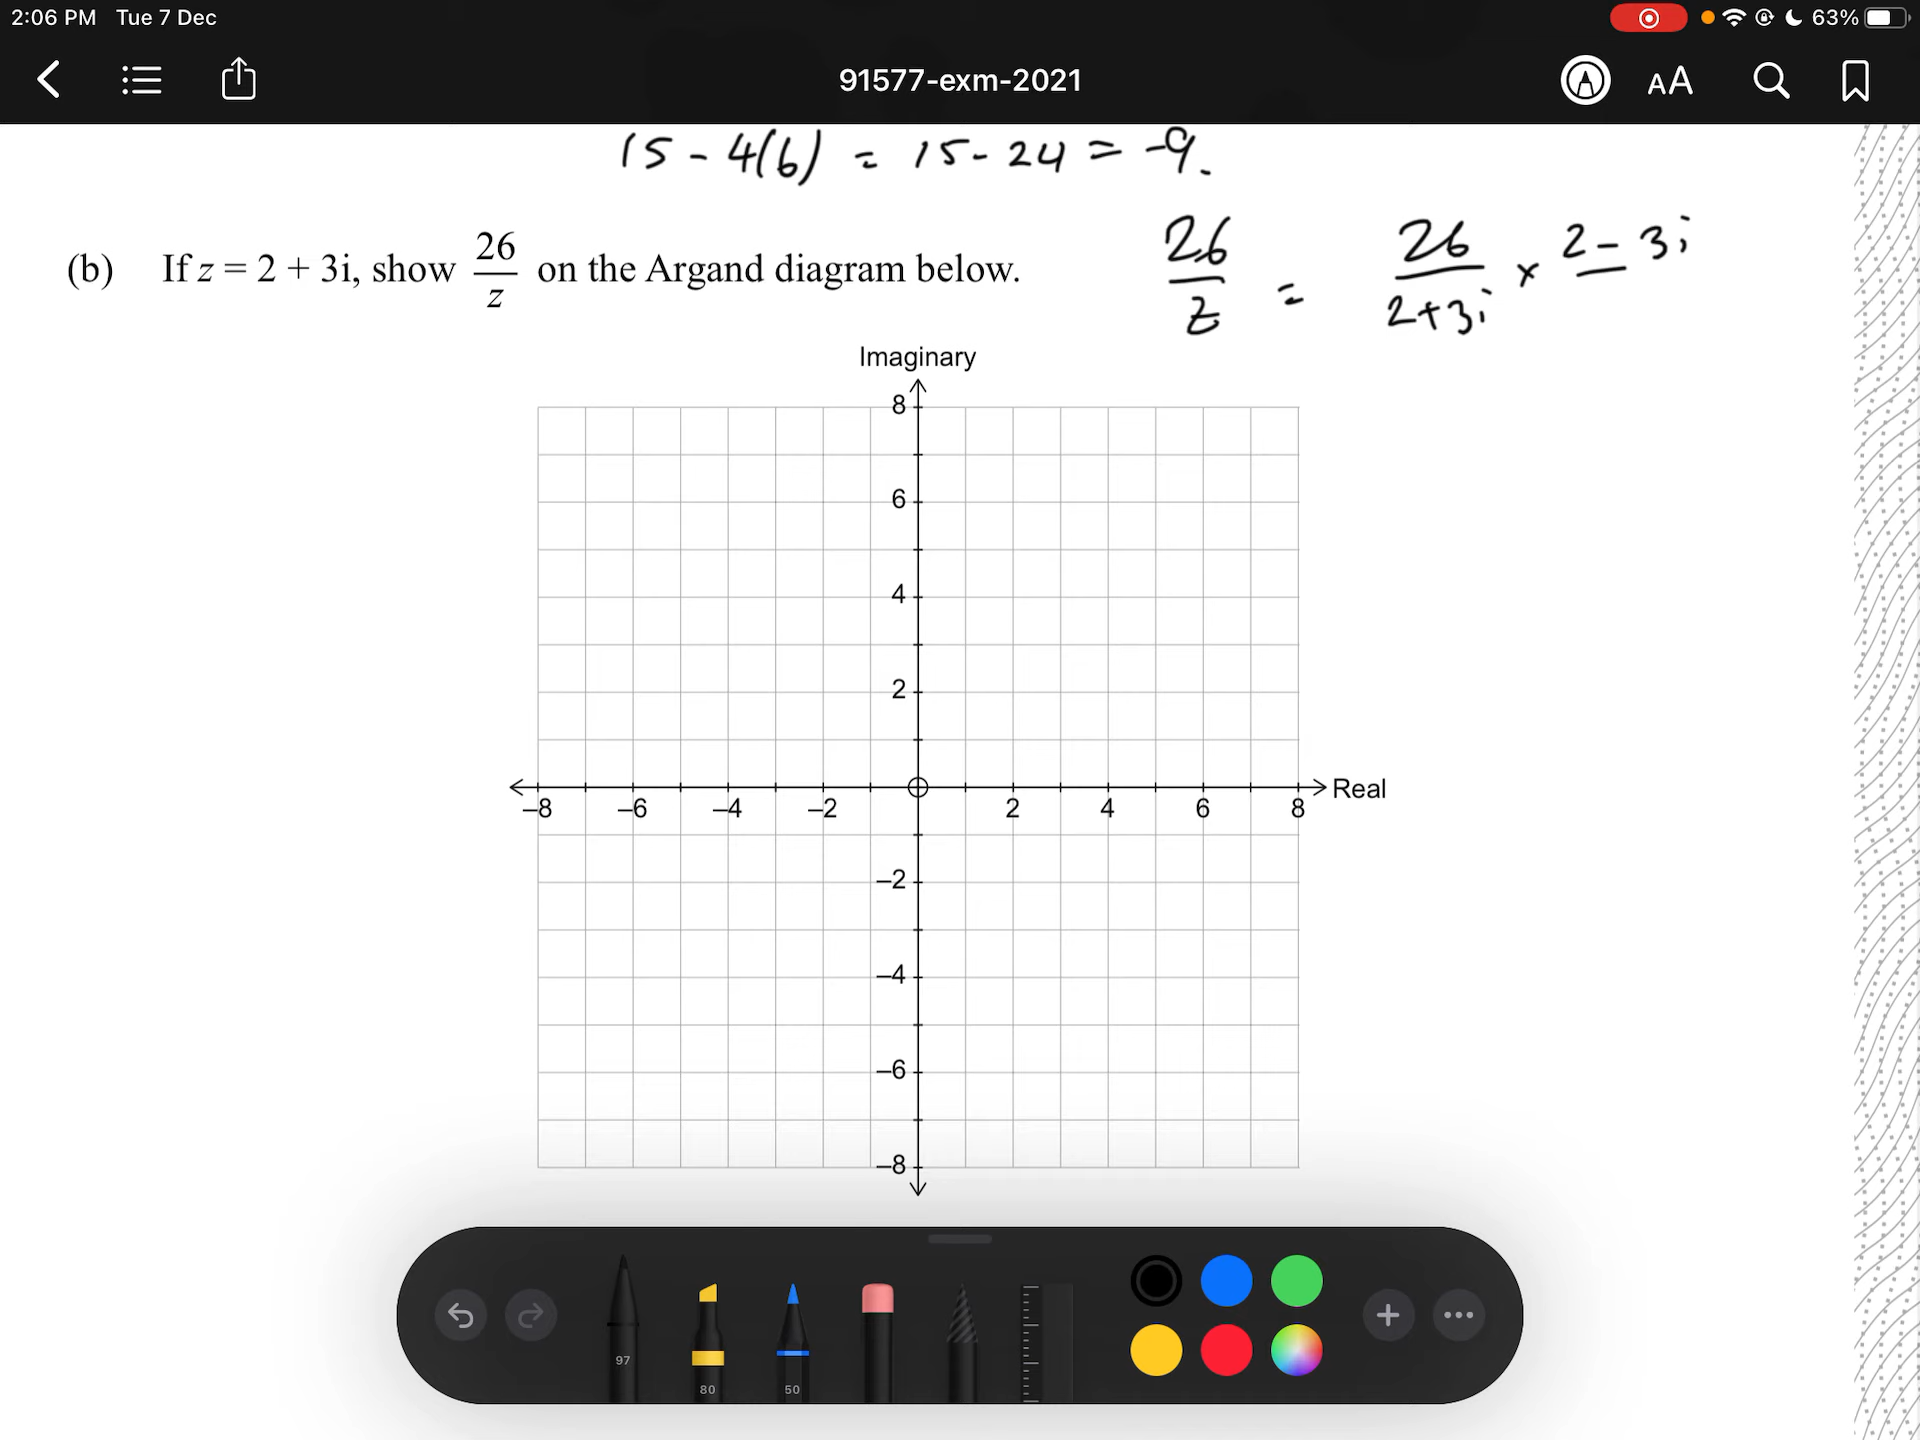 2:06 PM Tue 7 Dec 63%
91577-exm-2021
AA
15 - 4(6) = 15 - 24 = -9.
(b) If z = 2 + 3i, show 26/z on the Argand diagram below.
26/z = 26/(2+3i) × 2 - 3i
Imaginary
8
6
4
2
–8 –6 –4 –2 2 4 6 8 Real
–2
–4
–6
–8
97 80 50